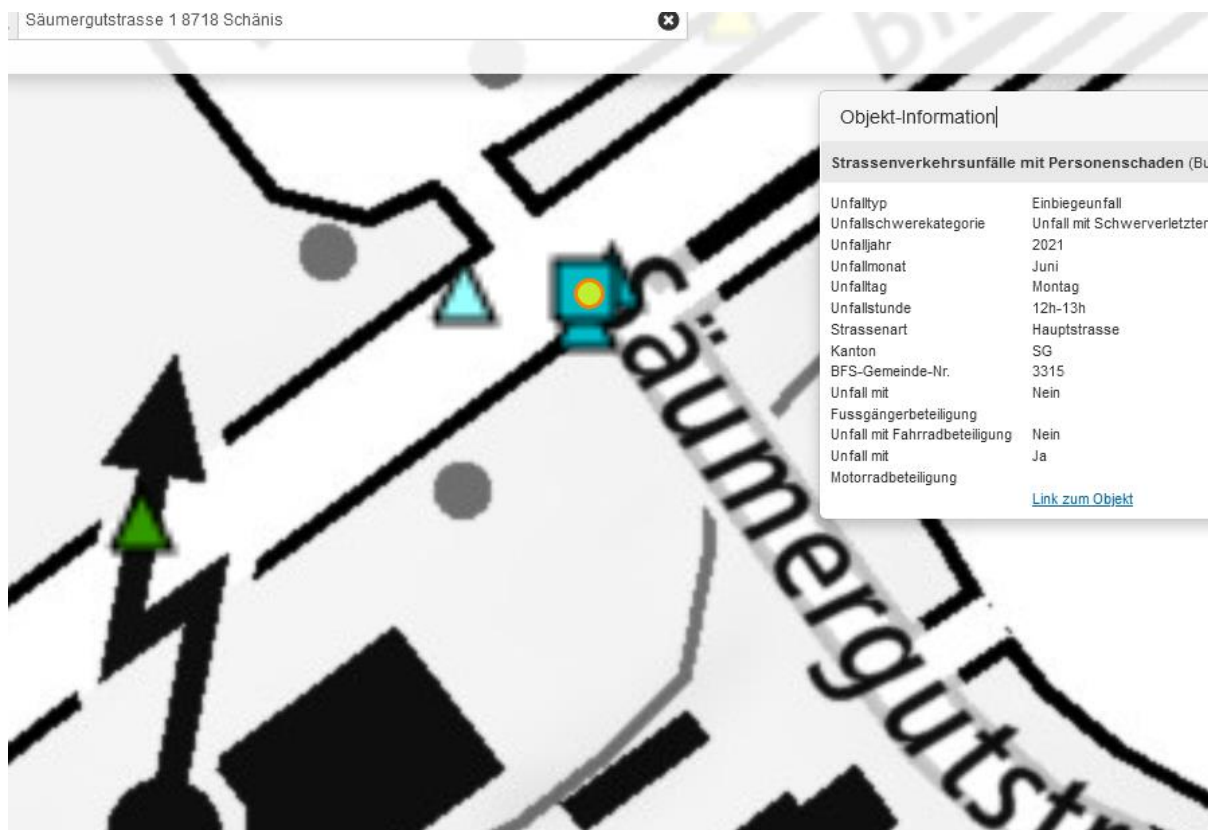 Säumergutstrasse 1 8718 Schänis
Objekt-Information
Strassenverkehrsunfälle mit Personenschaden (Bu
Unfalltyp Einbiegeunfall
Unfallschwerekategorie Unfall mit Schwerverletzten
Unfalljahr 2021
Unfallmonat Juni
Unfalltag Montag
Unfallstunde 12h-13h
Strassenart Hauptstrasse
Kanton SG
BFS-Gemeinde-Nr. 3315
Unfall mit Nein
Fussgängerbeteiligung
Unfall mit Fahrradbeteiligung Nein
Unfall mit Ja
Motorradbeteiligung
Link zum Objekt
Säumergutstr